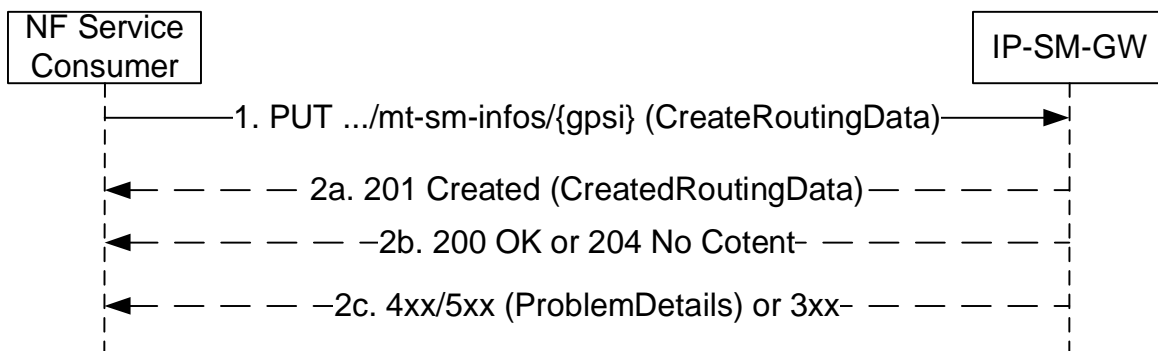 NF Service
Consumer
IP-SM-GW
1. PUT .../mt-sm-infos/{gpsi} (CreateRoutingData)
2a. 201 Created (CreatedRoutingData)
2b. 200 OK or 204 No Cotent
2c. 4xx/5xx (ProblemDetails) or 3xx